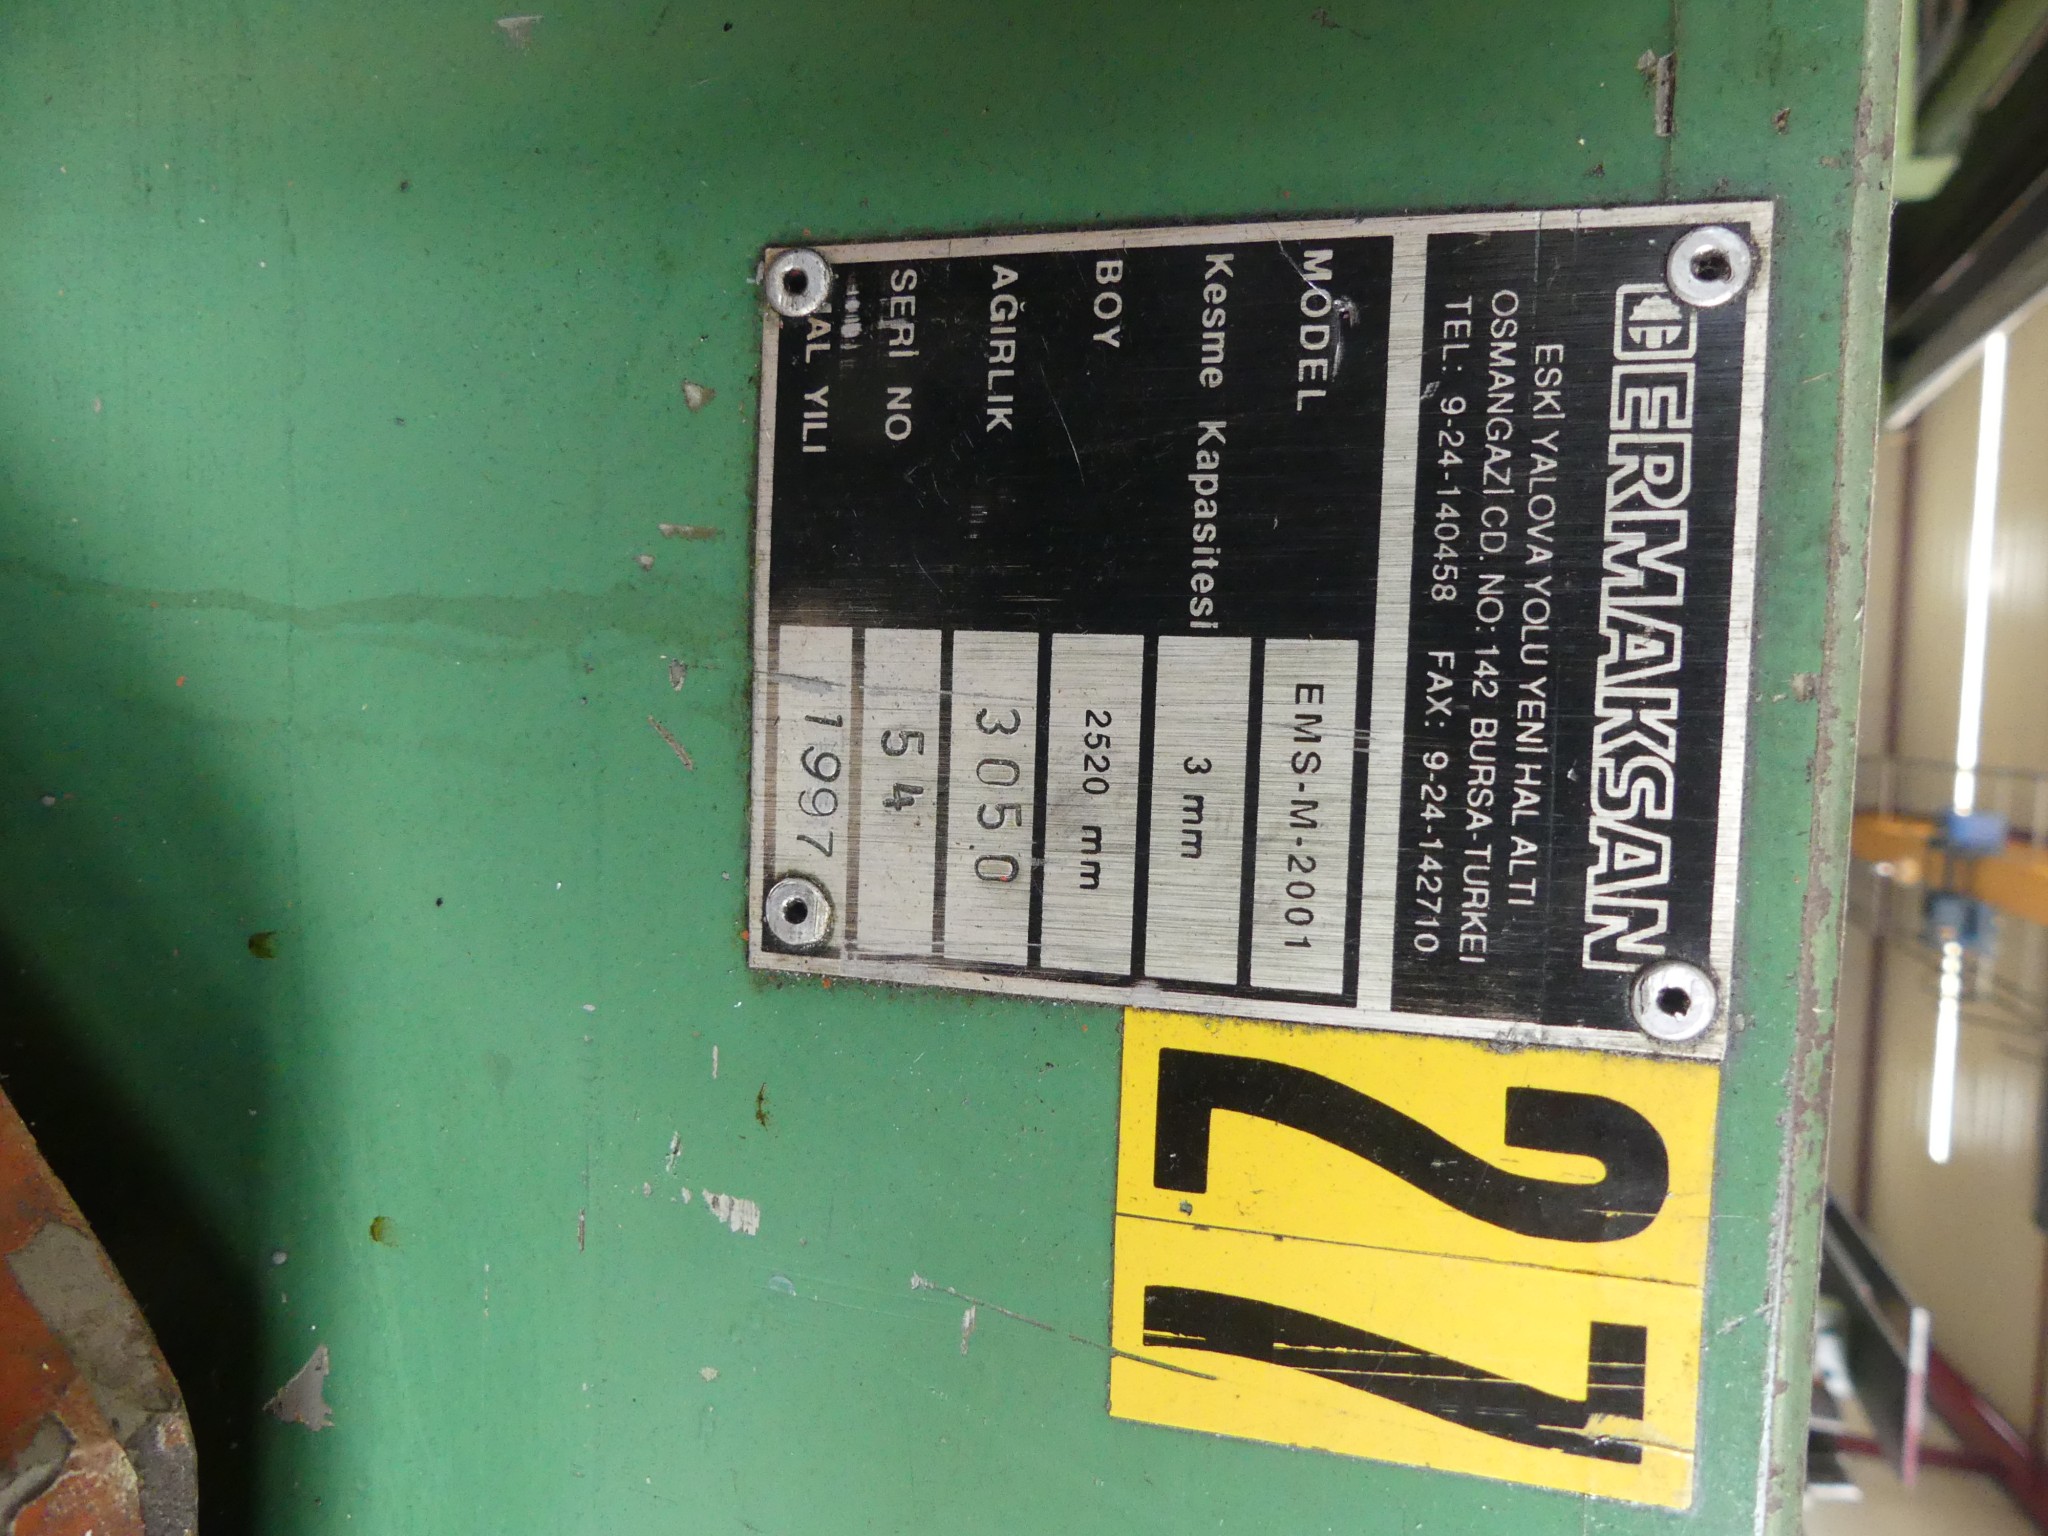 ERMAKSAN
ESKİ YALOVA YOLU YENİ HAL ALTI
OSMANGAZİ CD. NO: 142 BURSA-TURKEI
TEL: 9-24-140458 FAX: 9-24-142710
MODEL EMS-M-2001
Kesme Kapasitesi 3 mm
BOY 2520 mm
AĞIRLIK 3050
SERİ NO 54
YILI 1997
27